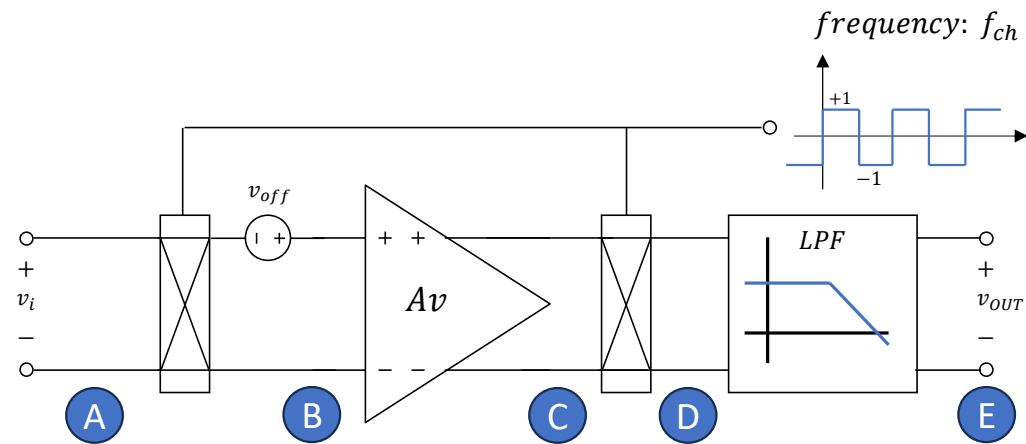 frequency: f_ch
+1
−1
v_off
+
v_i
−
− +
+ +
− −
Av
LPF
+
v_OUT
−
A
B
C
D
E